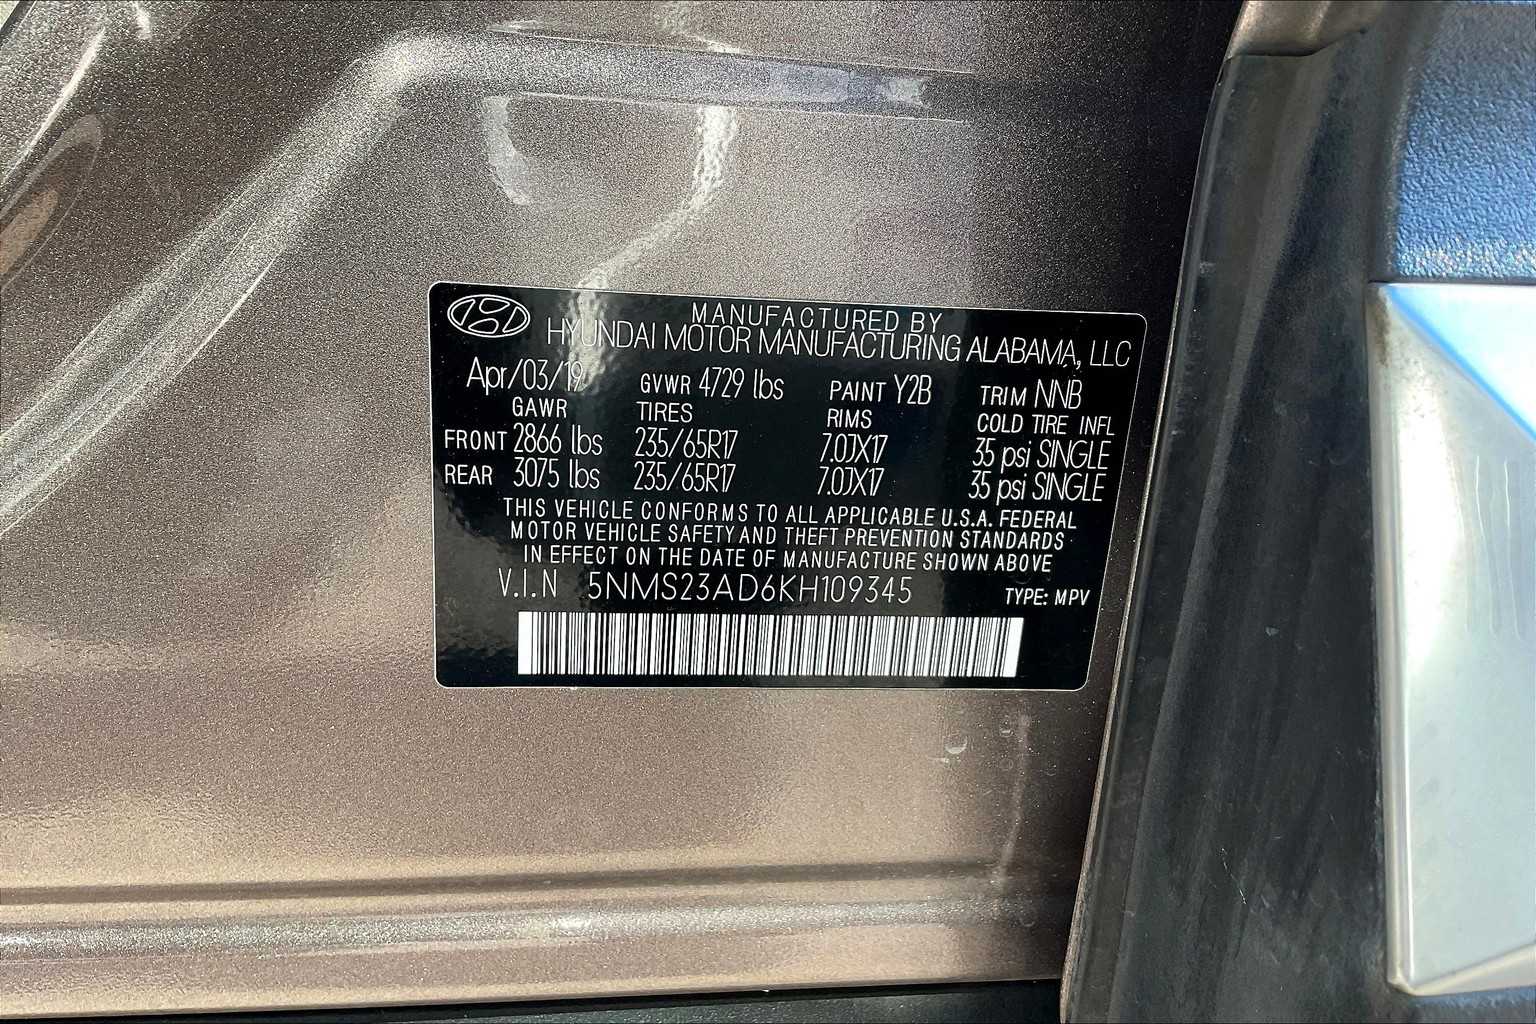 MANUFACTURED BY
HYUNDAI MOTOR MANUFACTURING ALABAMA, LLC
Apr/03/19 GVWR 4729 lbs PAINT Y2B TRIM NNB
GAWR TIRES RIMS COLD TIRE INFL
FRONT 2866 lbs 235/65R17 7.0JX17 35 psi SINGLE
REAR 3075 lbs 235/65R17 7.0JX17 35 psi SINGLE
THIS VEHICLE CONFORMS TO ALL APPLICABLE U.S.A. FEDERAL
MOTOR VEHICLE SAFETY AND THEFT PREVENTION STANDARDS
IN EFFECT ON THE DATE OF MANUFACTURE SHOWN ABOVE
V.I.N 5NMS23AD6KH109345 TYPE: MPV